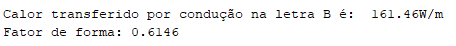 Calor transferido por condução na letra B é:  161.46W/m
Fator de forma: 0.6146